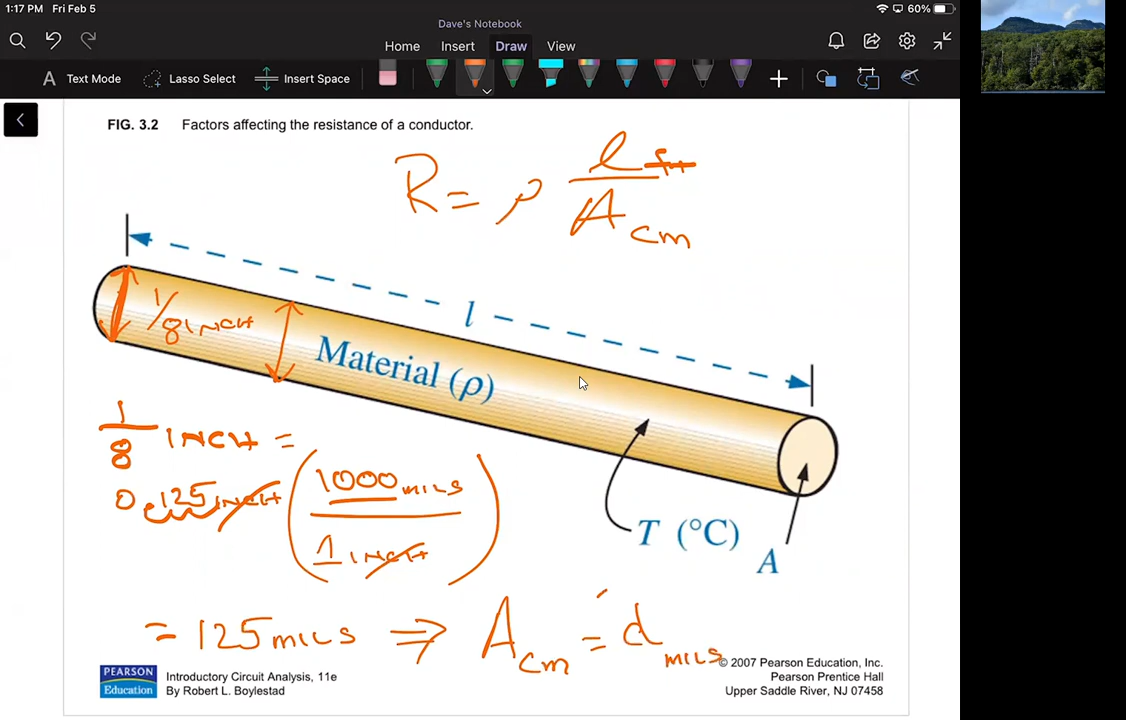 1:17 PM Fri Feb 5
60%
Dave's Notebook
Home Insert Draw View
Text Mode Lasso Select Insert Space
FIG. 3.2 Factors affecting the resistance of a conductor.
R = ρ l ft / A cm
l
1/8 INCH
Material (ρ)
1/8 INCH =
0.125 INCH (1000 MILS / 1 INCH)
T (°C)
A
= 125 MILS ⇒ A cm = d MILS
© 2007 Pearson Education, Inc.
PEARSON Education
Introductory Circuit Analysis, 11e
Pearson Prentice Hall
By Robert L. Boylestad
Upper Saddle River, NJ 07458